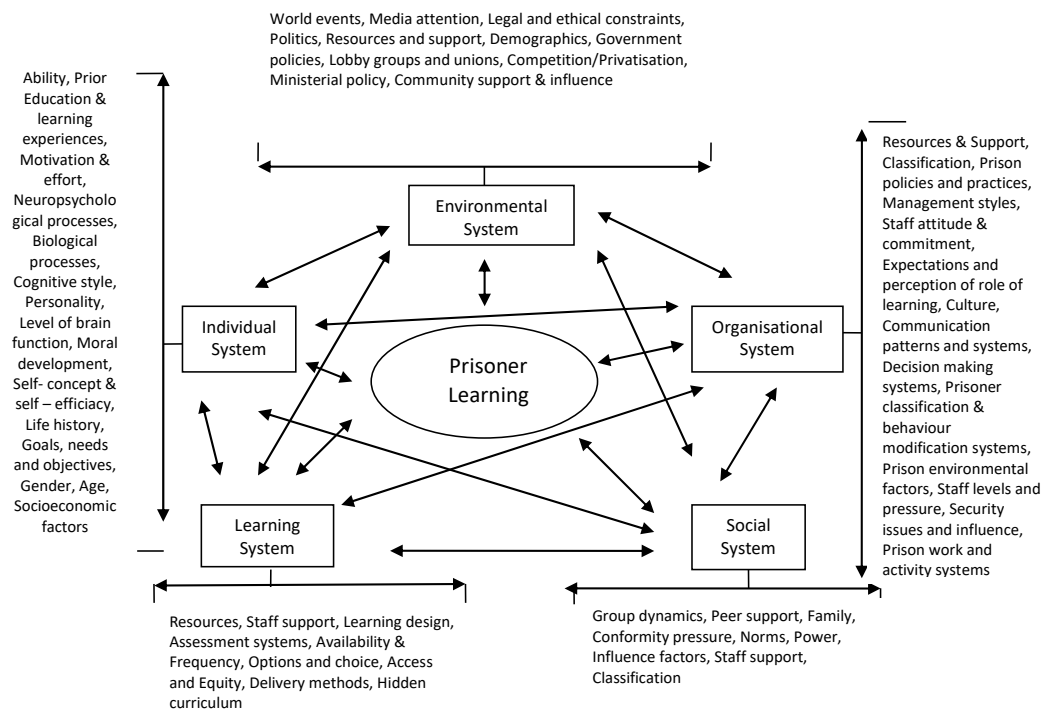 World events, Media attention, Legal and ethical constraints,
Politics, Resources and support, Demographics, Government
policies, Lobby groups and unions, Competition/Privatisation,
Ministerial policy, Community support & influence
Ability, Prior
Education &
learning
experiences,
Motivation &
effort,
Neuropsycholo
gical processes,
Biological
processes,
Cognitive style,
Personality,
Level of brain
function, Moral
development,
Self- concept &
self – efficiacy,
Life history,
Goals, needs
and objectives,
Gender, Age,
Socioeconomic
factors
Environmental
System
Individual
System
Prisoner
Learning
Organisational
System
Resources & Support,
Classification, Prison
policies and practices,
Management styles,
Staff attitude &
commitment,
Expectations and
perception of role of
learning, Culture,
Communication
patterns and systems,
Decision making
systems, Prisoner
classification &
behaviour
modification systems,
Prison environmental
factors, Staff levels and
pressure, Security
issues and influence,
Prison work and
activity systems
Learning
System
Social
System
Resources, Staff support, Learning design,
Assessment systems, Availability &
Frequency, Options and choice, Access
and Equity, Delivery methods, Hidden
curriculum
Group dynamics, Peer support, Family,
Conformity pressure, Norms, Power,
Influence factors, Staff support,
Classification